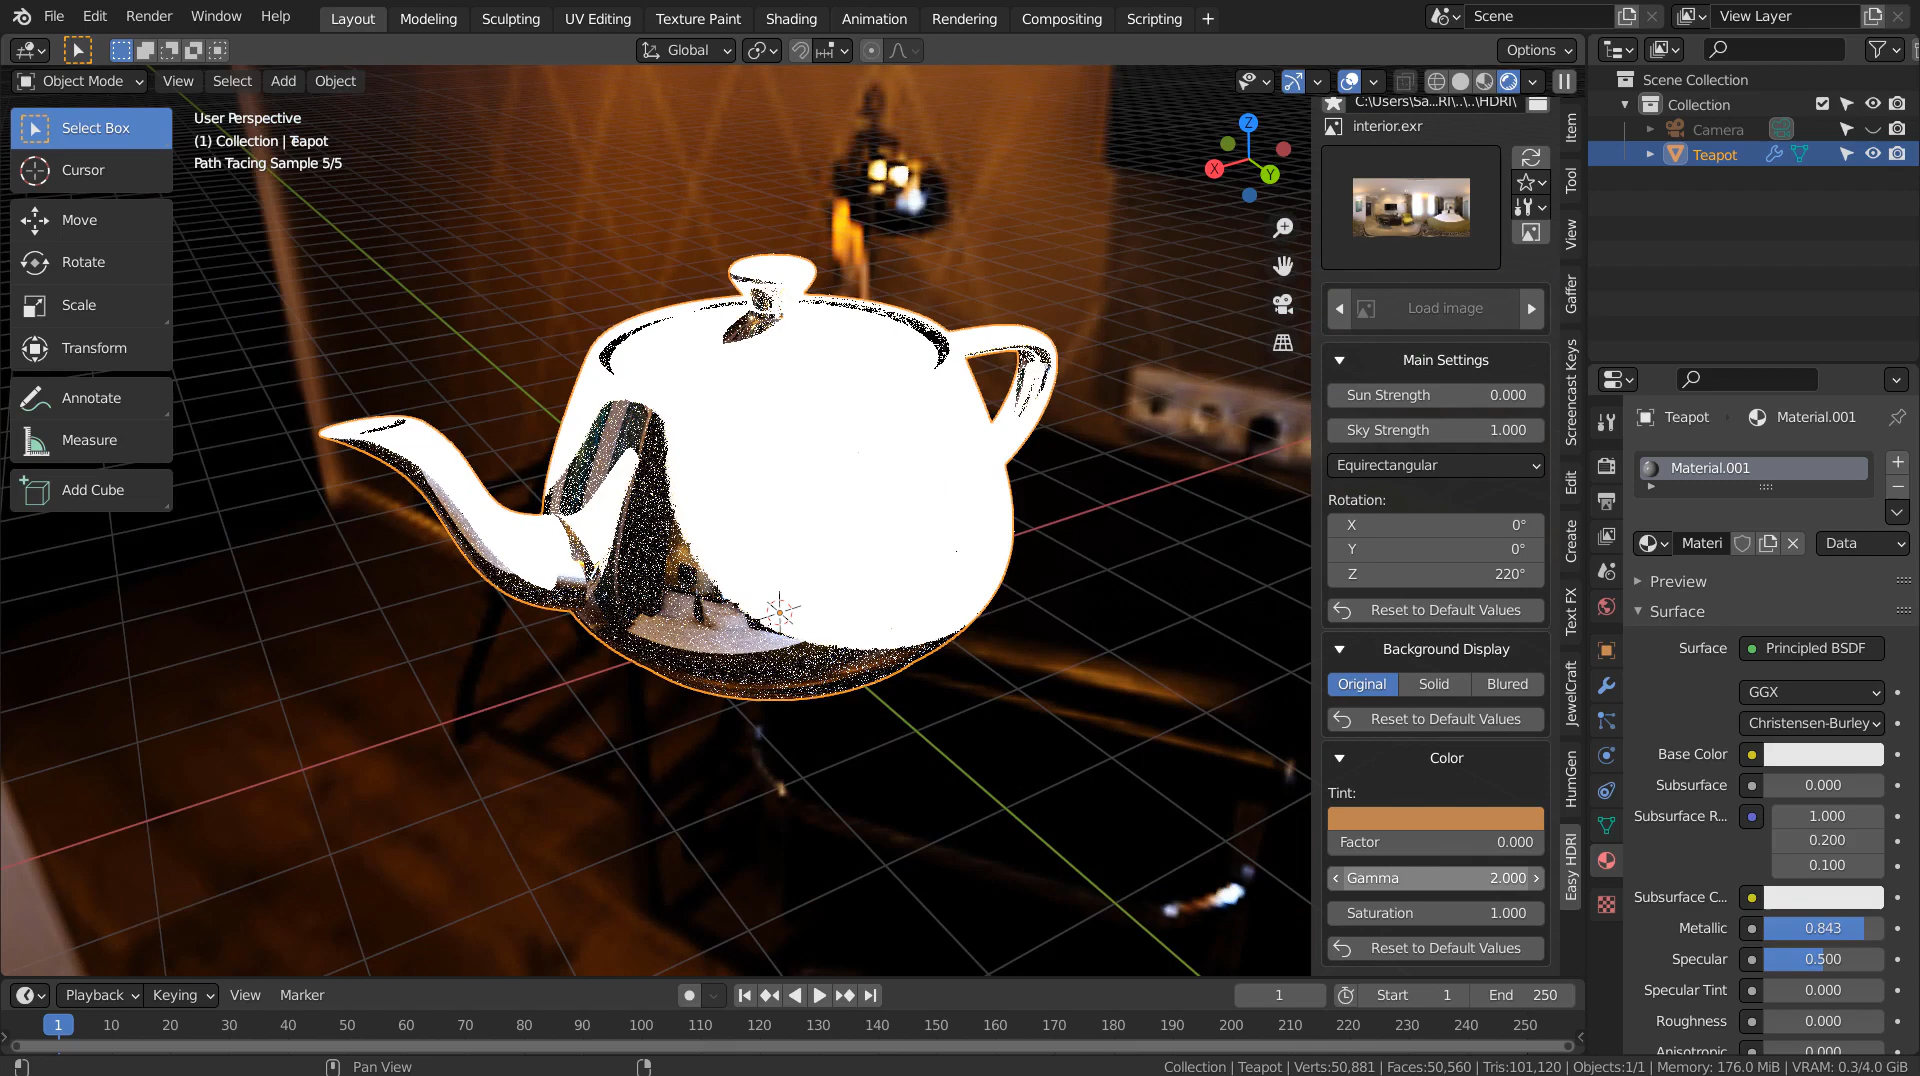 File Edit Render Window Help Layout Modeling Sculpting UV Editing Texture Paint Shading Animation Rendering Compositing Scripting + Scene View Layer
Global Options
Object Mode View Select Add Object
Select Box
Cursor
Move
Rotate
Scale
Transform
Annotate
Measure
Add Cube
User Perspective
(1) Collection | Teapot
Path Tacing Sample 5/5
Z
X
Y
C:\Users\Sa...RI\..\..\HDRI\
interior.exr
Load image
Main Settings
Sun Strength 0.000
Sky Strength 1.000
Equirectangular
Rotation:
X 0°
Y 0°
Z 220°
Reset to Default Values
Background Display
Original Solid Blured
Reset to Default Values
Color
Tint:
Factor 0.000
Gamma 2.000
Saturation 1.000
Reset to Default Values
Item
Tool
View
Gaffer
Screencast Keys
Edit
Create
Text FX
JewelCraft
HumGen
Easy HDRI
Scene Collection
Collection
Camera
Teapot
Teapot Material.001
Material.001
Materi Data
Preview
Surface
Surface Principled BSDF
GGX
Christensen-Burley
Base Color
Subsurface 0.000
Subsurface R... 1.000
0.200
0.100
Subsurface C...
Metallic 0.843
Specular 0.500
Specular Tint 0.000
Roughness 0.000
Anisotropic 0.000
Playback Keying View Marker 1 Start 1 End 250
1 10 20 30 40 50 60 70 80 90 100 110 120 130 140 150 160 170 180 190 200 210 220 230 240 250
Pan View Collection | Teapot | Verts:50,881 | Faces:50,560 | Tris:101,120 | Objects:1/1 | Memory: 176.0 MiB | VRAM: 0.3/4.0 GiB